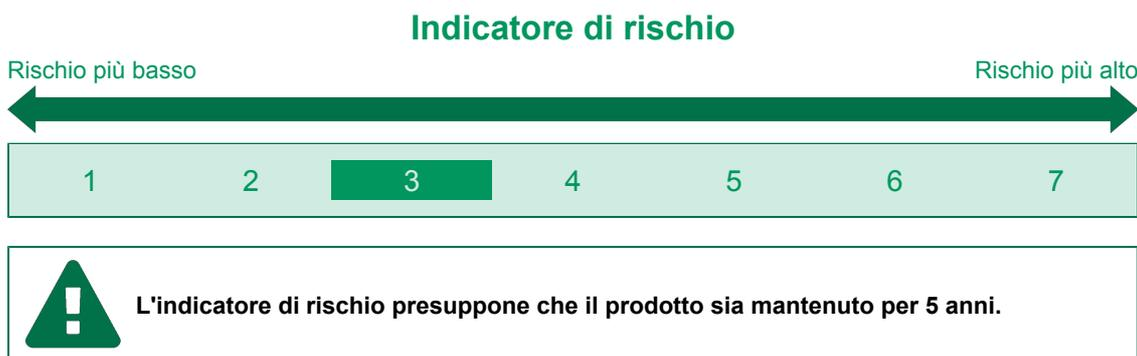 Indicatore di rischio
Rischio più basso Rischio più alto
1 2 3 4 5 6 7
L'indicatore di rischio presuppone che il prodotto sia mantenuto per 5 anni.